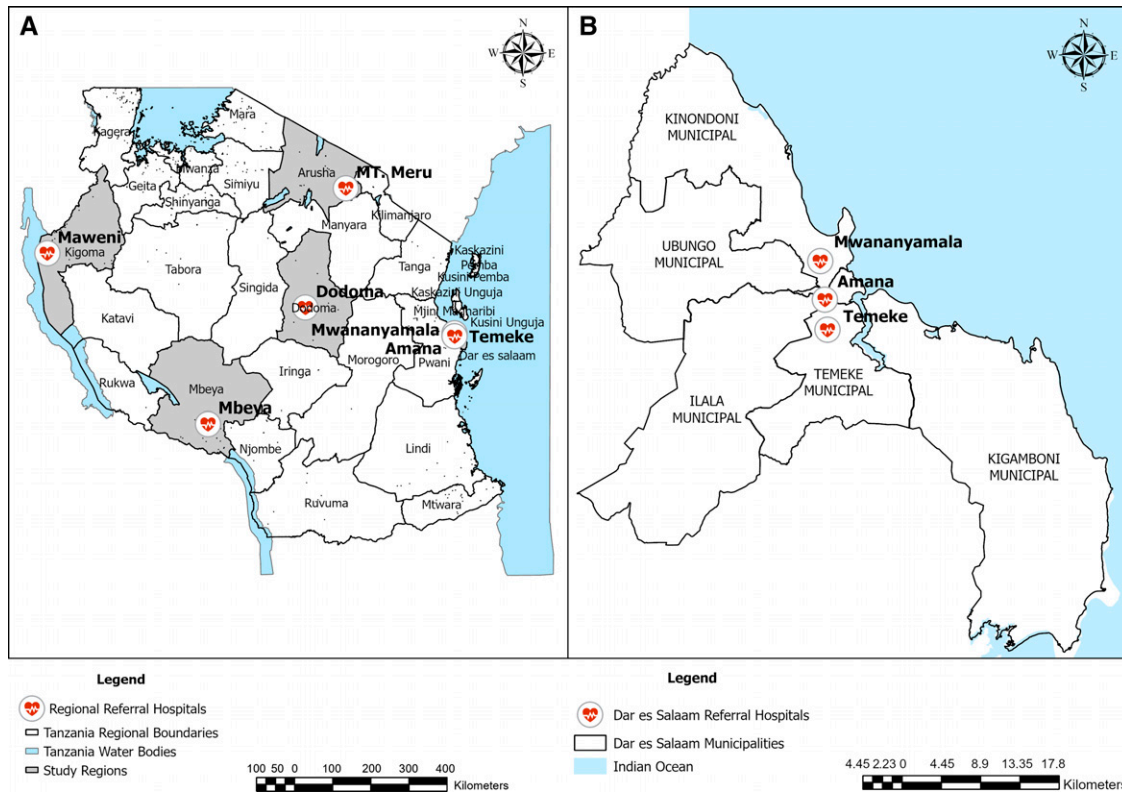 A
N
W
E
S
Mara
Kagera
Mwanza
Geita
Simiyu
Shinyanga
Arusha
MT. Meru
Kilimanjaro
Manyara
Maweni
Kigoma
Tabora
Singida
Tanga
Kaskazini
Pemba
Kusini Pemba
Kaskazini Unguja
Mjini Magharibi
Kusini Unguja
Dodoma
Dodoma
Mwananyamala
Temeke
Amana
Dar es salaam
Pwani
Morogoro
Katavi
Rukwa
Mbeya
Mbeya
Iringa
Njombe
Lindi
Ruvuma
Mtwara
Legend
Regional Referral Hospitals
Tanzania Regional Boundaries
Tanzania Water Bodies
Study Regions
100 50 0 100 200 300 400
Kilometers
B
N
W
E
S
KINONDONI
MUNICIPAL
UBUNGO
MUNICIPAL
Mwananyamala
Amana
Temeke
TEMEKE
MUNICIPAL
ILALA
MUNICIPAL
KIGAMBONI
MUNICIPAL
Legend
Dar es Salaam Referral Hospitals
Dar es Salaam Municipalities
Indian Ocean
4.45 2.23 0 4.45 8.9 13.35 17.8
Kilometers